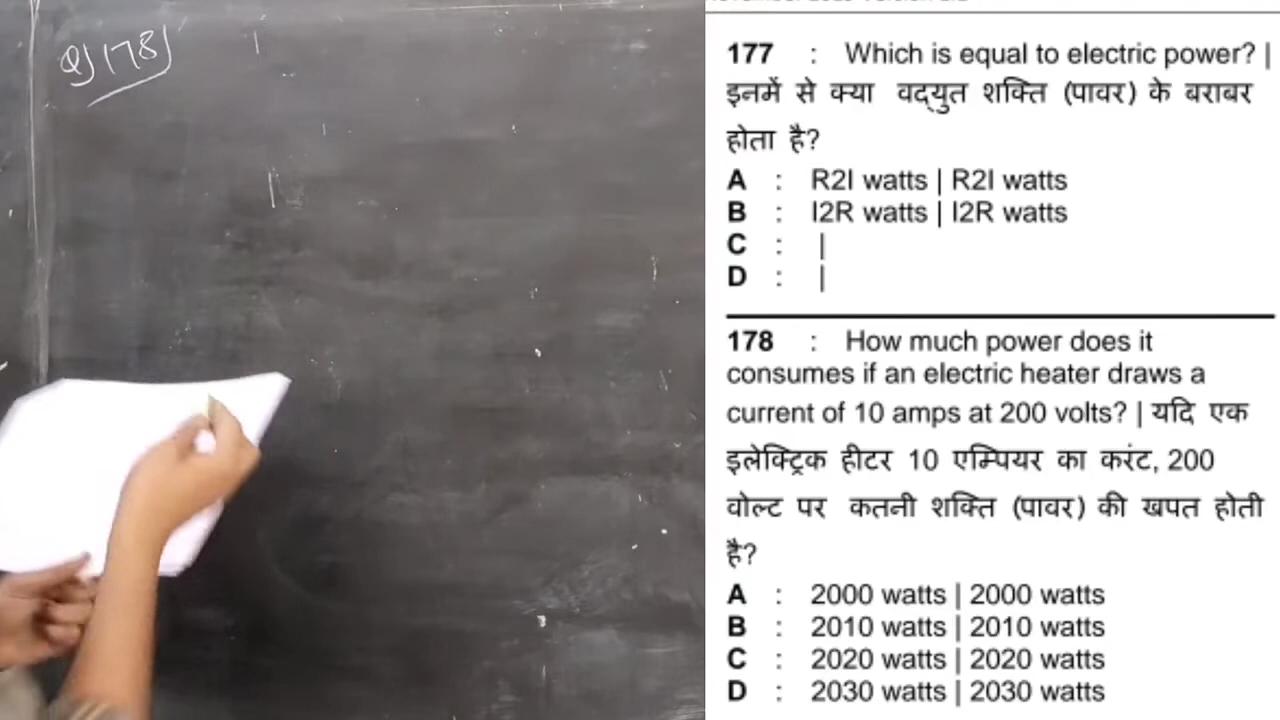 Q) 178)
177 : Which is equal to electric power? |
इनमें से क्या वद्युत शक्ति (पावर) के बराबर
होता है?
A : R2I watts | R2I watts
B : I2R watts | I2R watts
C : |
D : |
178 : How much power does it
consumes if an electric heater draws a
current of 10 amps at 200 volts? | यदि एक
इलेक्ट्रिक हीटर 10 एम्पियर का करंट, 200
वोल्ट पर कतनी शक्ति (पावर) की खपत होती
है?
A : 2000 watts | 2000 watts
B : 2010 watts | 2010 watts
C : 2020 watts | 2020 watts
D : 2030 watts | 2030 watts